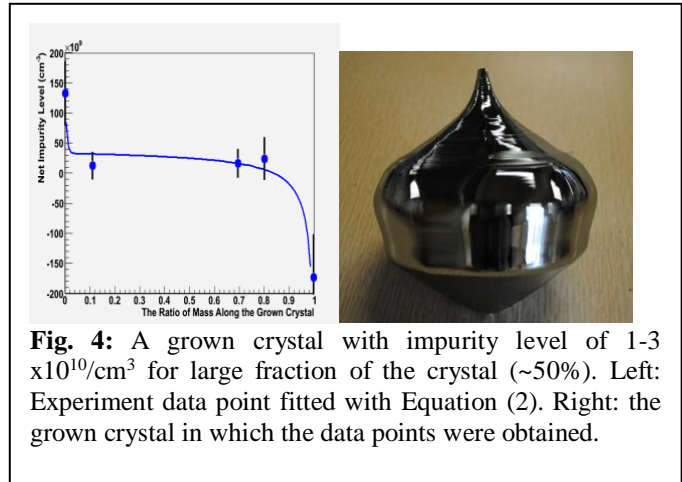 ×10⁹
200
150
100
50
0
-50
-100
-150
-200
Net Impurity Level (cm⁻³)
0 0.1 0.2 0.3 0.4 0.5 0.6 0.7 0.8 0.9 1
The Ratio of Mass Along the Grown Crystal
Fig. 4: A grown crystal with impurity level of 1-3
x10¹⁰/cm³ for large fraction of the crystal (~50%). Left:
Experiment data point fitted with Equation (2). Right: the
grown crystal in which the data points were obtained.